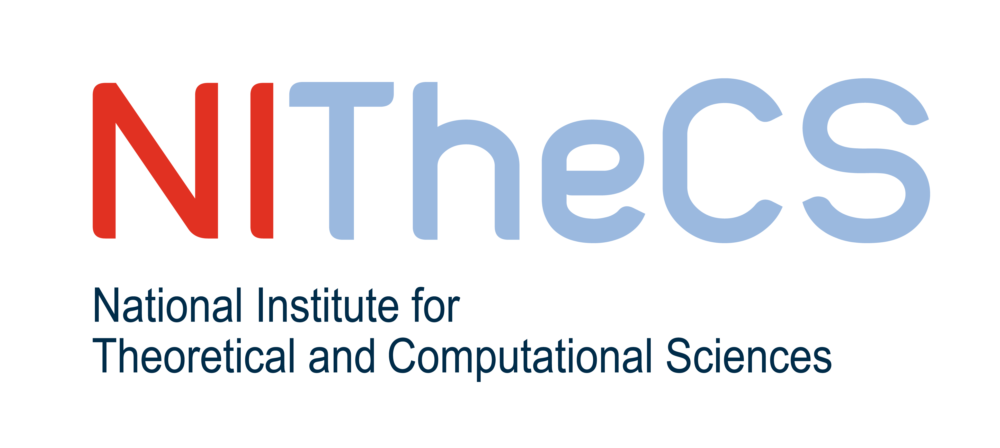 NITheCS
National Institute for
Theoretical and Computational Sciences